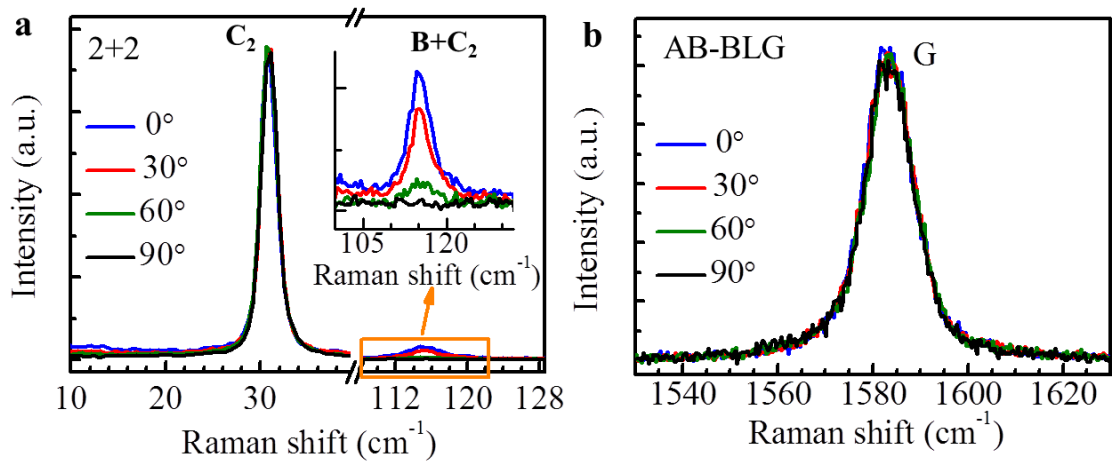 a
2+2
C₂
B+C₂
0°
30°
60°
90°
105 120
Raman shift (cm⁻¹)
Intensity (a.u.)
10 30 112 120 128
Raman shift (cm⁻¹)
b
AB-BLG
G
0°
30°
60°
90°
Intensity (a.u.)
1540 1560 1580 1600 1620
Raman shift (cm⁻¹)